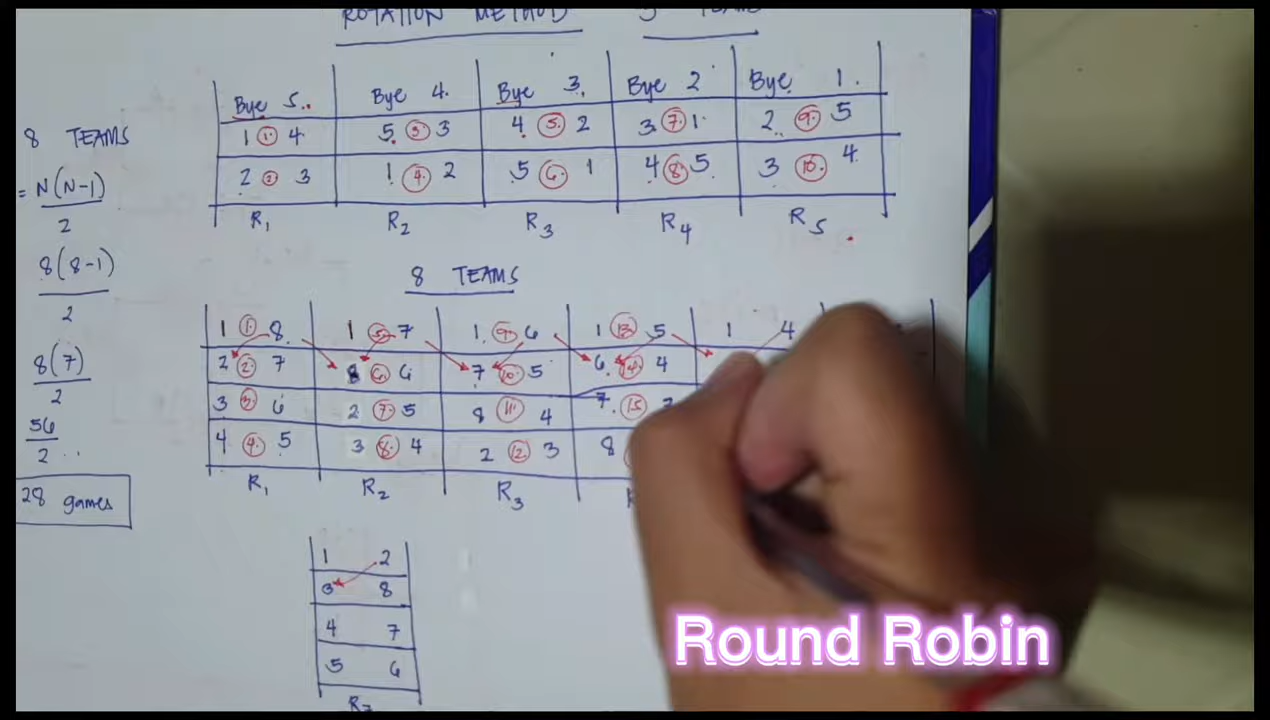 ROTATION METHOD 5 TEAMS
Bye 5 Bye 4 Bye 3 Bye 2 Bye 1
1 1 4 5 3 3 4 5 2 3 7 1 2 9 5
2 2 3 1 4 2 5 6 1 4 8 5 3 10 4
R1 R2 R3 R4 R5
8 TEAMS
= N(N-1)
2
8(8-1)
2
8(7)
2
56
2
28 games
8 TEAMS
1 1 8 1 5 7 1 9 6 1 13 5 1 4
2 2 7 8 6 6 7 10 5 6 14 4
3 3 6 2 7 5 8 11 4 7 15
4 4 5 3 8 4 2 12 3 8
R1 R2 R3
1 2
3 8
4 7
5 6
R7
Round Robin